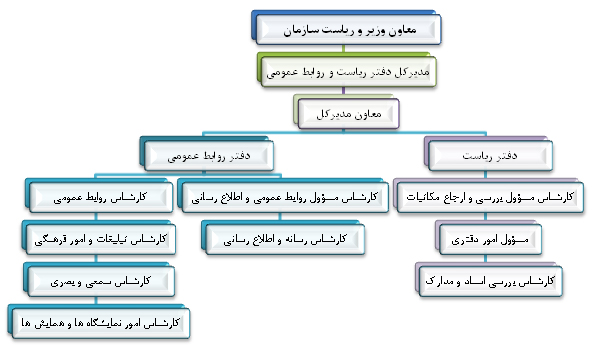 معاون وزیر و ریاست سازمان
مدیرکل دفتر ریاست و روابط عمومی
معاون مدیرکل
دفتر ریاست
دفتر روابط عمومی
کارشناس مسؤول بررسی و ارجاع مکاتبات
کارشناس مسؤول روابط عمومی و اطلاع رسانی
کارشناس روابط عمومی
مسؤول امور دفتری
کارشناس رسانه و اطلاع رسانی
کارشناس تبلیغات و امور فرهنگی
کارشناس بررسی اسناد و مدارک
کارشناس سمعی و بصری
کارشناس امور نمایشگاه ها و همایش ها